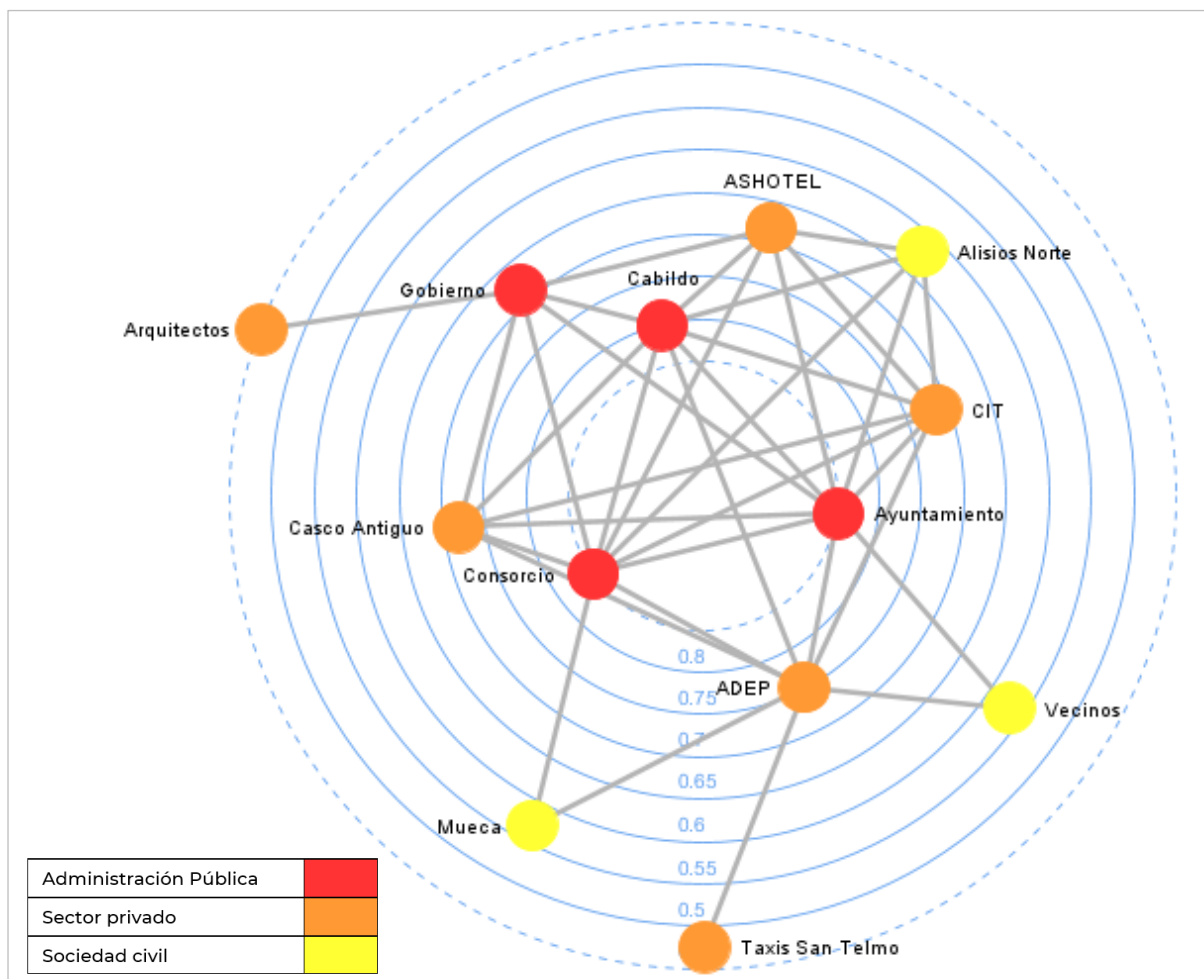 ASHOTEL
Alisios Norte
Cabildo
Gobierno
Arquitectos
CIT
Ayuntamiento
Casco Antiguo
Consorcio
0.8
ADEP
0.75
Vecinos
0.7
0.65
0.6
Mueca
0.55
0.5
Taxis San Telmo
Administración Pública
Sector privado
Sociedad civil